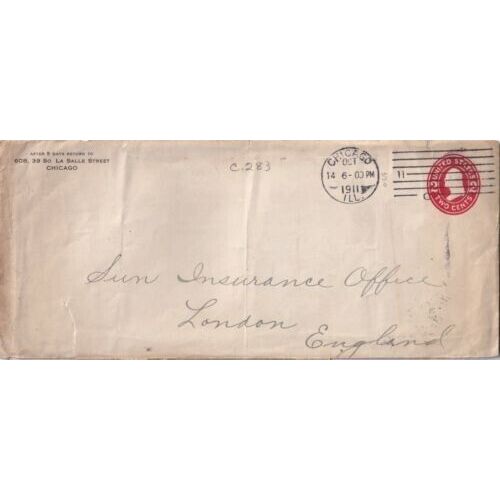 AFTER 5 DAYS RETURN TO
608, 39 SO. LA SALLE STREET
CHICAGO
C.283
CHICAGO
OCT
14 6-00 PM
1911
ILL.
11
UNITED STATES
TWO CENTS
Sun Insurance Office
London
England